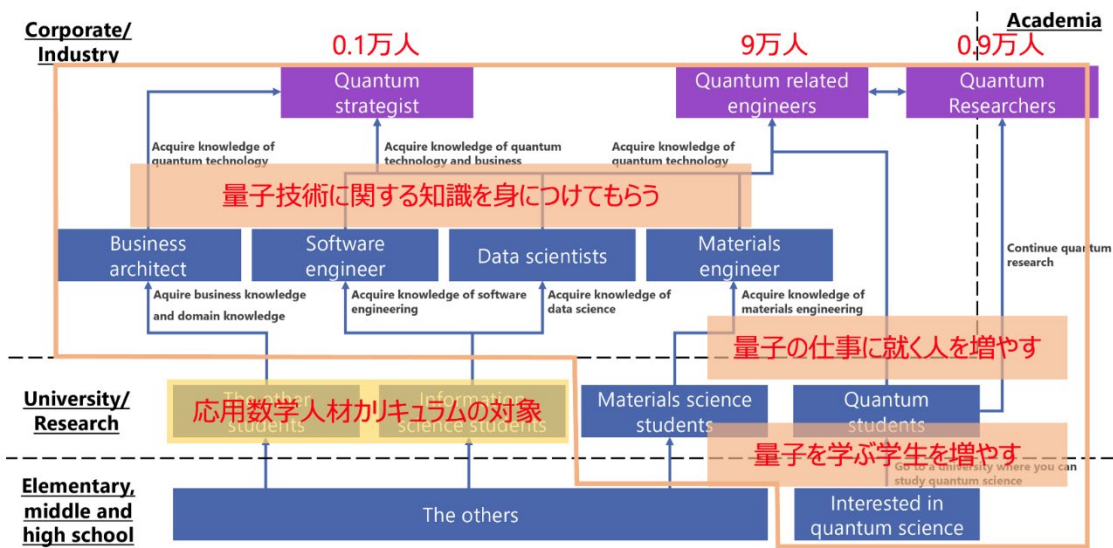 Corporate/
Industry
Academia
0.1万人
9万人
0.9万人
Quantum
strategist
Quantum related
engineers
Quantum
Researchers
Acquire knowledge of
quantum technology
Acquire knowledge of quantum
technology and business
Acquire knowledge of
quantum technology
量子技術に関する知識を身につけてもらう
Business
architect
Software
engineer
Data scientists
Materials
engineer
Continue quantum
research
Aquire business knowledge
and domain knowledge
Acquire knowledge of software
engineering
Acquire knowledge of
data science
Acquire knowledge of
materials engineering
量子の仕事に就く人を増やす
University/
Research
The other
students
Information
science students
応用数学人材カリキュラムの対象
Materials science
students
Quantum
students
量子を学ぶ学生を増やす
Go to a university where you can
study quantum science
Elementary,
middle and
high school
The others
Interested in
quantum science